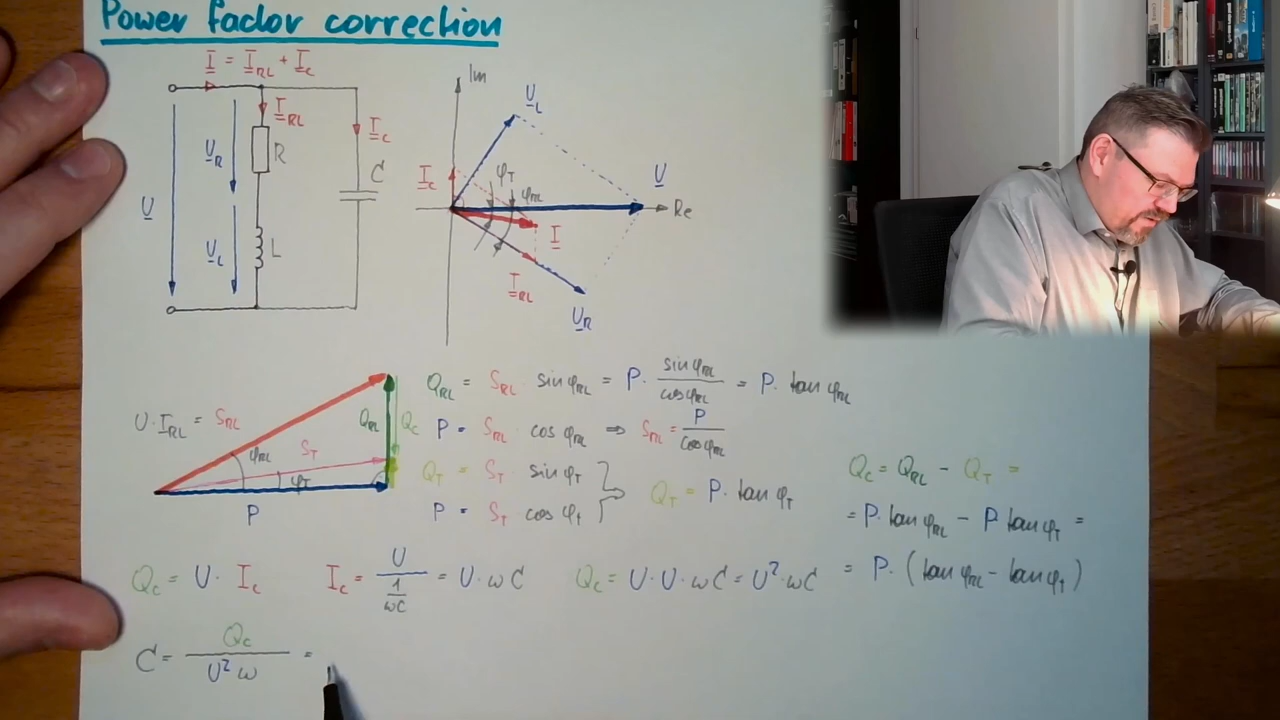 Power factor correction
I = I_RL + I_C
I_RL
I_C
U_R
R
C
U
U_L
L
Im
U_L
I_C
φ_T
φ_RL
U
Re
I
I_RL
U_R
U·I_RL = S_RL
φ_RL
S_T
φ_T
P
Q_RL
Q_C
Q_RL = S_RL sin φ_RL = P · sin φ_RL / cos φ_RL = P · tan φ_RL
P = S_RL cos φ_RL ⇒ S_RL = P / cos φ_RL
Q_T = S_T sin φ_T
P = S_T cos φ_T
Q_T = P · tan φ_T
Q_C = Q_RL - Q_T =
= P · tan φ_RL - P tan φ_T =
= P · (tan φ_RL - tan φ_T)
Q_C = U · I_C
I_C = U / (1 / ωC) = U · ωC
Q_C = U · U · ωC = U² · ωC
C = Q_C / (U² ω) =